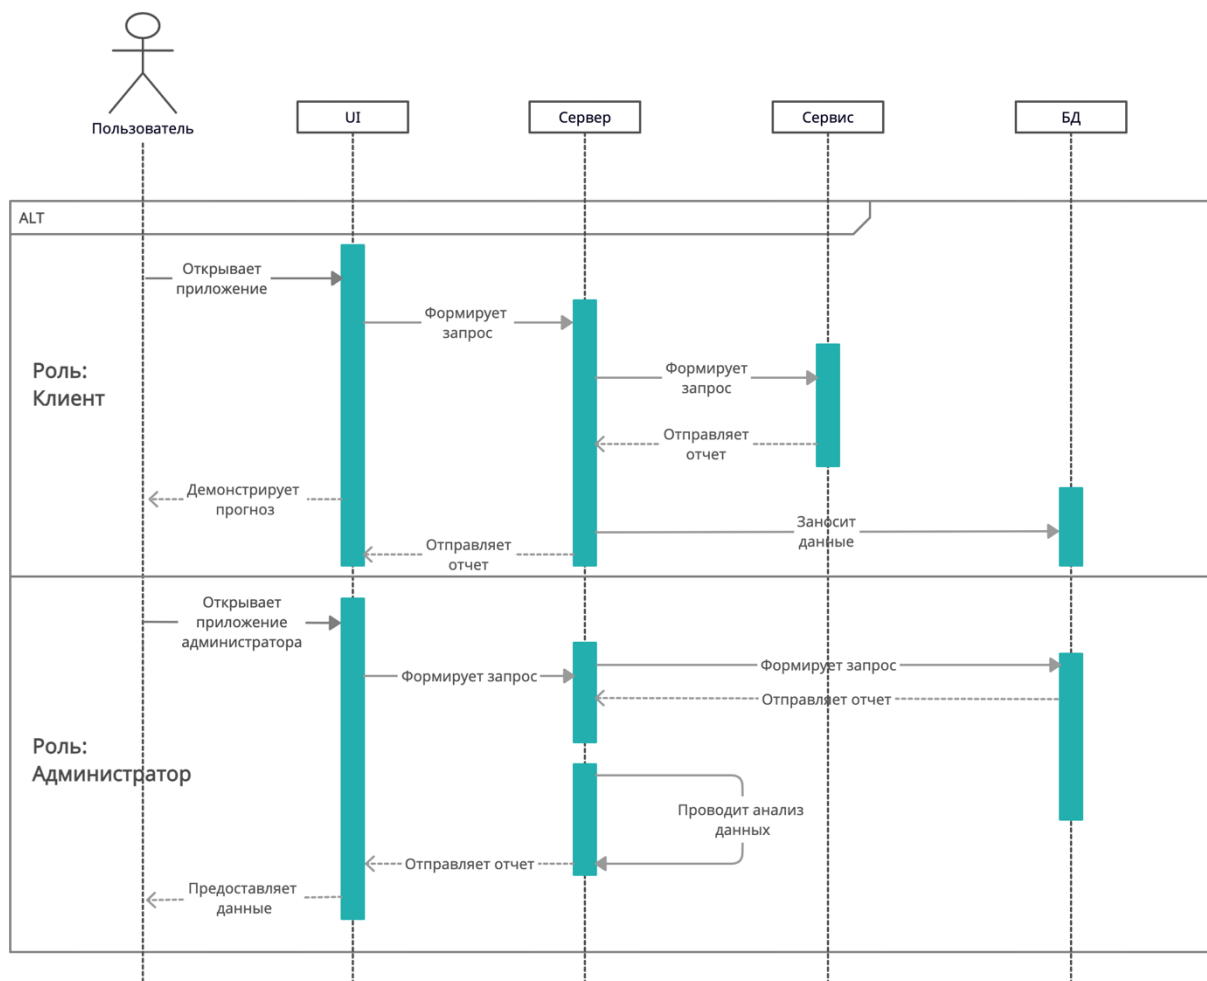 Пользователь
UI
Сервер
Сервис
БД
ALT
Открывает
приложение
Формирует
запрос
Роль:
Клиент
Формирует
запрос
Отправляет
отчет
Демонстрирует
прогноз
Заносит
данные
Отправляет
отчет
Открывает
приложение
администратора
Формирует запрос
Формирует запрос
Отправляет отчет
Роль:
Администратор
Проводит анализ
данных
Отправляет отчет
Предоставляет
данные